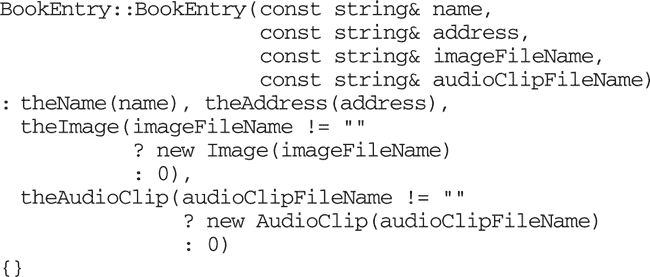 BookEntry::BookEntry(const string& name,
                     const string& address,
                     const string& imageFileName,
                     const string& audioClipFileName)
: theName(name), theAddress(address),
  theImage(imageFileName != ""
           ? new Image(imageFileName)
           : 0),
  theAudioClip(audioClipFileName != ""
               ? new AudioClip(audioClipFileName)
               : 0)
{}